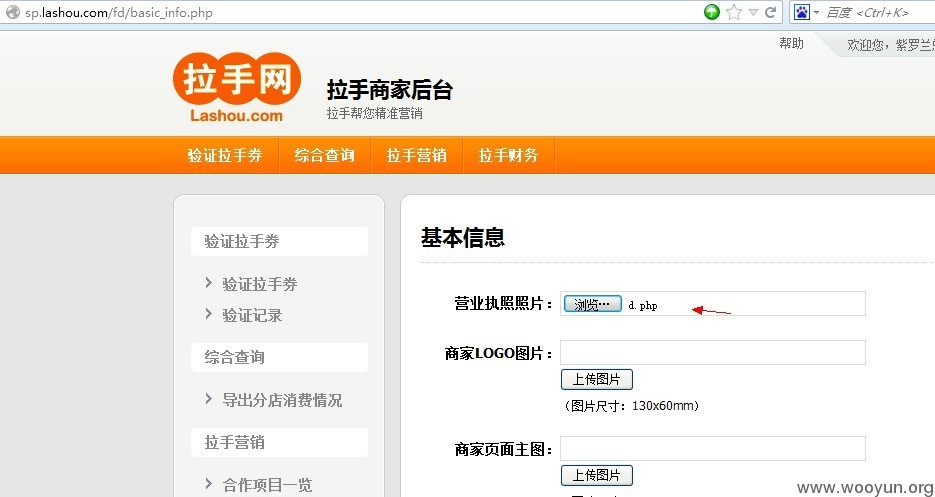 sp.lashou.com/fd/basic_info.php
百度 <Ctrl+K>
帮助
欢迎您，紫罗兰
拉手网
Lashou.com
拉手商家后台
拉手帮您精准营销
验证拉手券 综合查询 拉手营销 拉手财务
验证拉手券
验证拉手券
验证记录
综合查询
导出分店消费情况
拉手营销
合作项目一览
基本信息
营业执照照片： 浏览… d.php
商家LOGO图片：
上传图片
（图片尺寸：130x60mm）
商家页面主图：
上传图片
www.wooyun.org